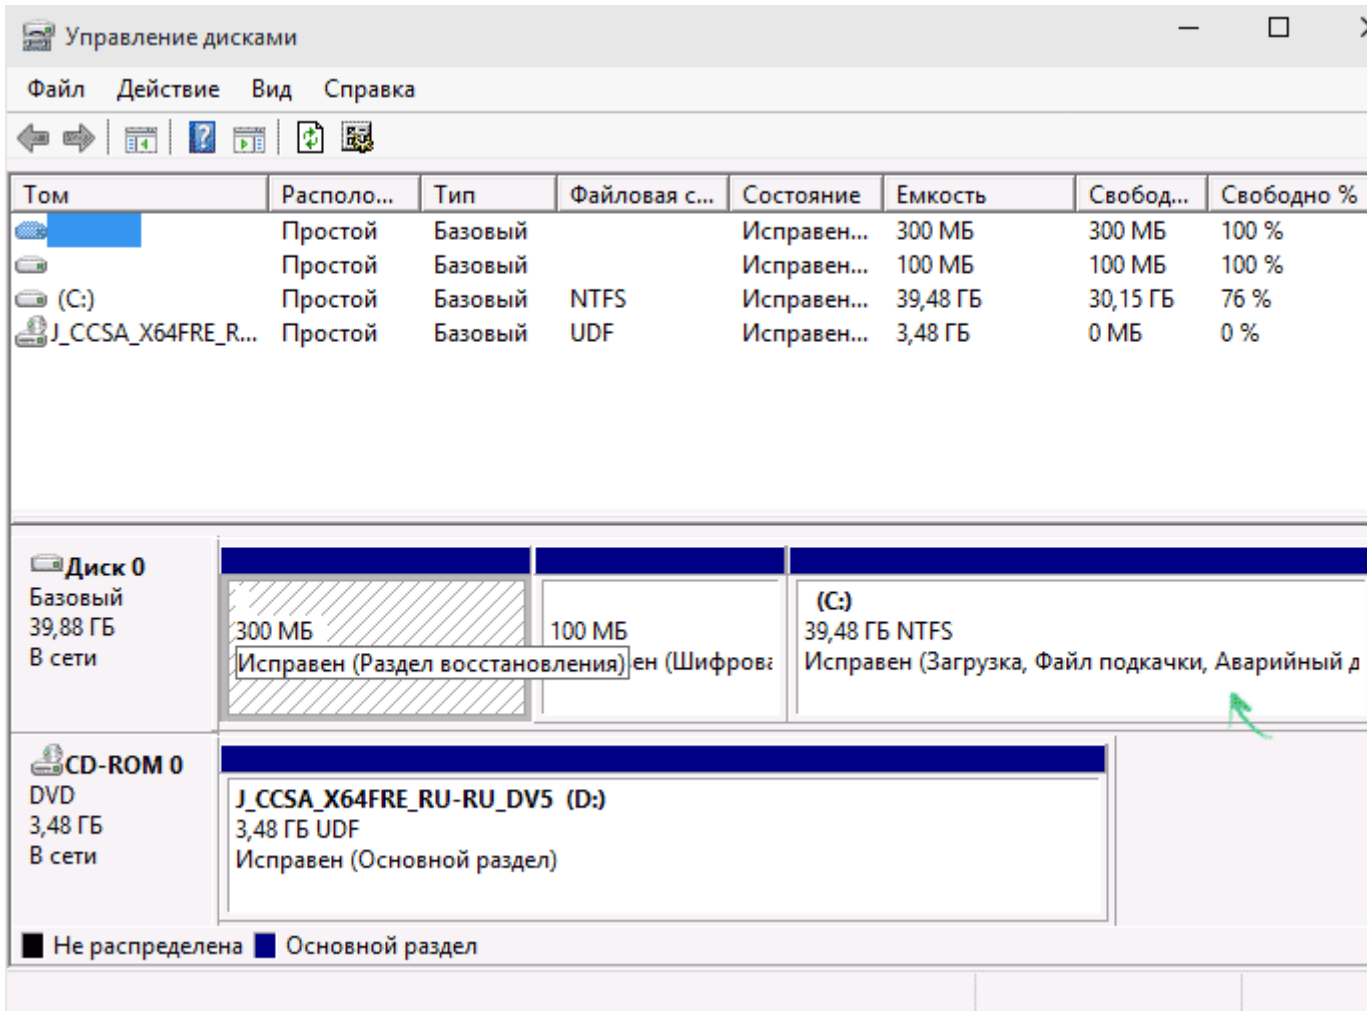 Управление дисками
Файл Действие Вид Справка
Том Располо... Тип Файловая с... Состояние Емкость Свобод... Свободно %
Простой Базовый Исправен... 300 МБ 300 МБ 100 %
Простой Базовый Исправен... 100 МБ 100 МБ 100 %
(C:) Простой Базовый NTFS Исправен... 39,48 ГБ 30,15 ГБ 76 %
J_CCSA_X64FRE_R... Простой Базовый UDF Исправен... 3,48 ГБ 0 МБ 0 %
Диск 0
Базовый
39,88 ГБ
В сети
300 МБ
Исправен (Раздел восстановления)
100 МБ
ен (Шифрова
(C:)
39,48 ГБ NTFS
Исправен (Загрузка, Файл подкачки, Аварийный д
CD-ROM 0
DVD
3,48 ГБ
В сети
J_CCSA_X64FRE_RU-RU_DV5 (D:)
3,48 ГБ UDF
Исправен (Основной раздел)
Не распределена Основной раздел